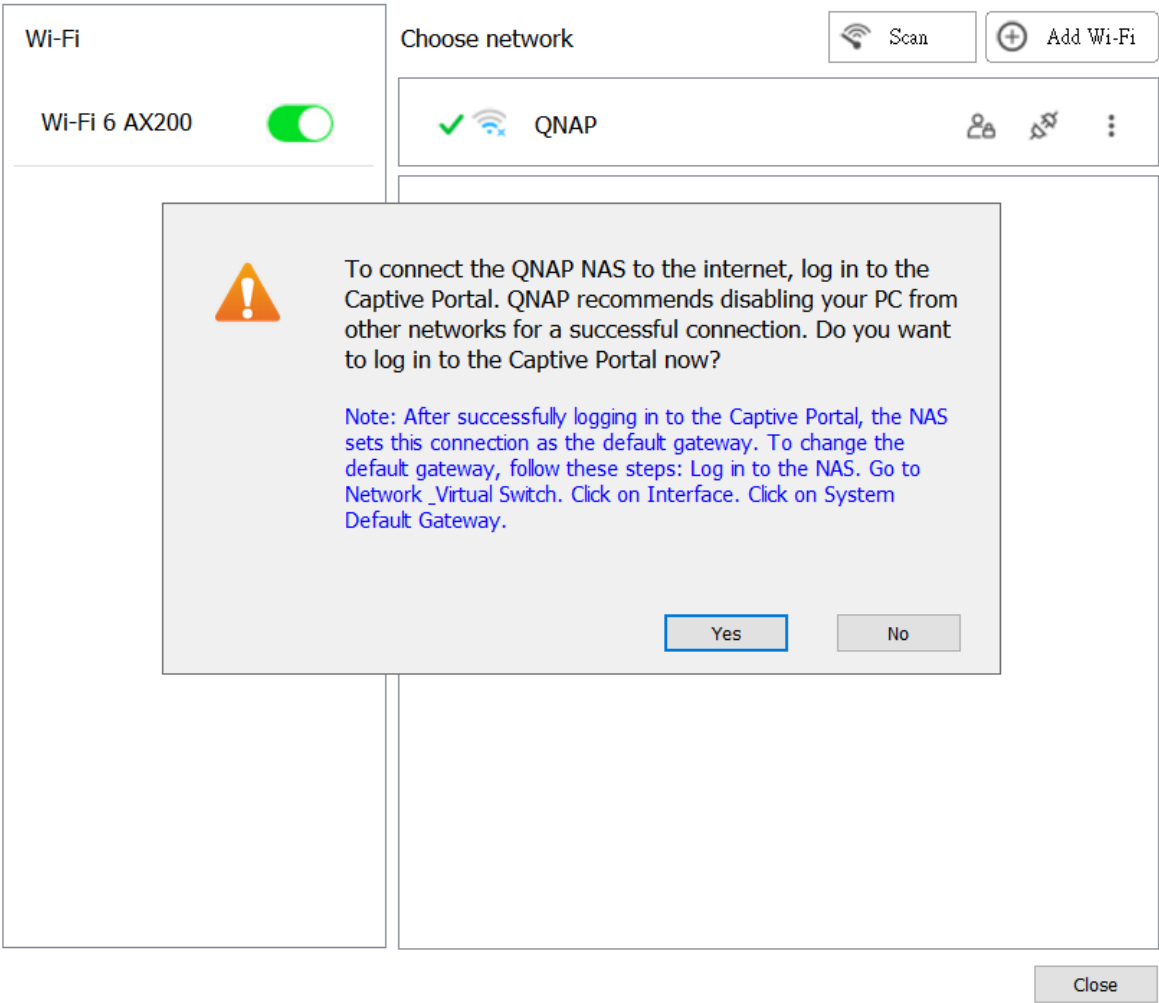 Wi-Fi
Choose network
Scan
Add Wi-Fi
Wi-Fi 6 AX200
QNAP
To connect the QNAP NAS to the internet, log in to the
Captive Portal. QNAP recommends disabling your PC from
other networks for a successful connection. Do you want
to log in to the Captive Portal now?
Note: After successfully logging in to the Captive Portal, the NAS
sets this connection as the default gateway. To change the
default gateway, follow these steps: Log in to the NAS. Go to
Network _Virtual Switch. Click on Interface. Click on System
Default Gateway.
Yes
No
Close